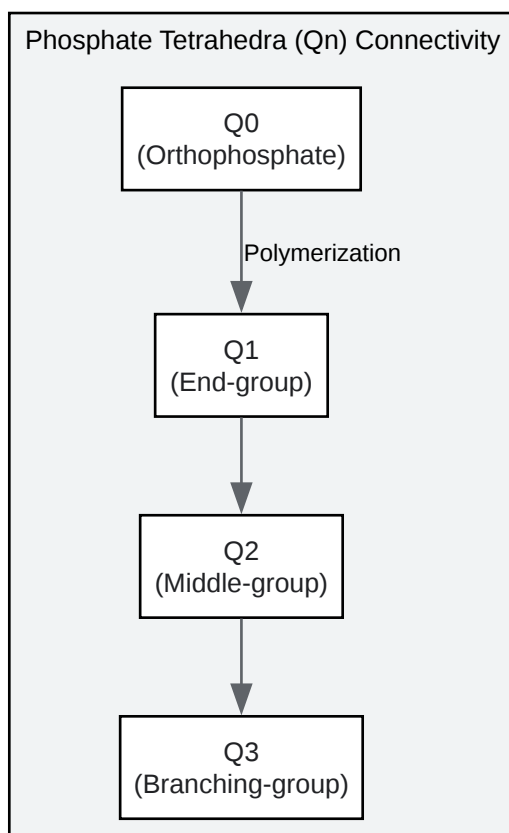 Phosphate Tetrahedra (Qn) Connectivity
Q0
(Orthophosphate)
Polymerization
Q1
(End-group)
Q2
(Middle-group)
Q3
(Branching-group)